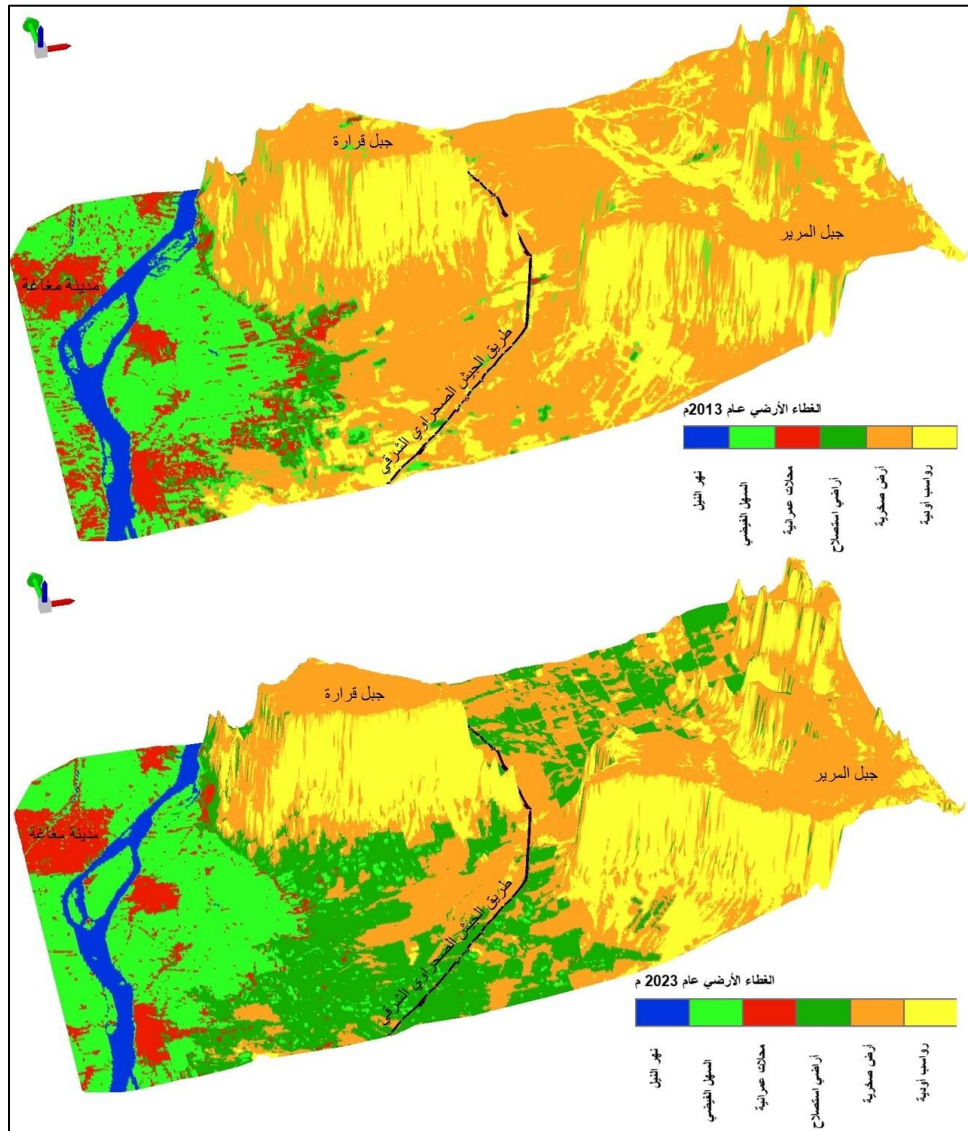 جبل قرارة
جبل المرير
مدينة مغاغة
طريق الجيش الصحراوي الشرقي
الغطاء الأرضي عام 2013م
نهر النيل
السهل الفيضي
محلات عمرانية
أراضي استصلاح
أرض صخرية
رواسب أودية
جبل قرارة
جبل المرير
مدينة مغاغة
طريق الجيش الصحراوي الشرقي
الغطاء الأرضي عام 2023 م
نهر النيل
السهل الفيضي
محلات عمرانية
أراضي استصلاح
أرض صخرية
رواسب أودية